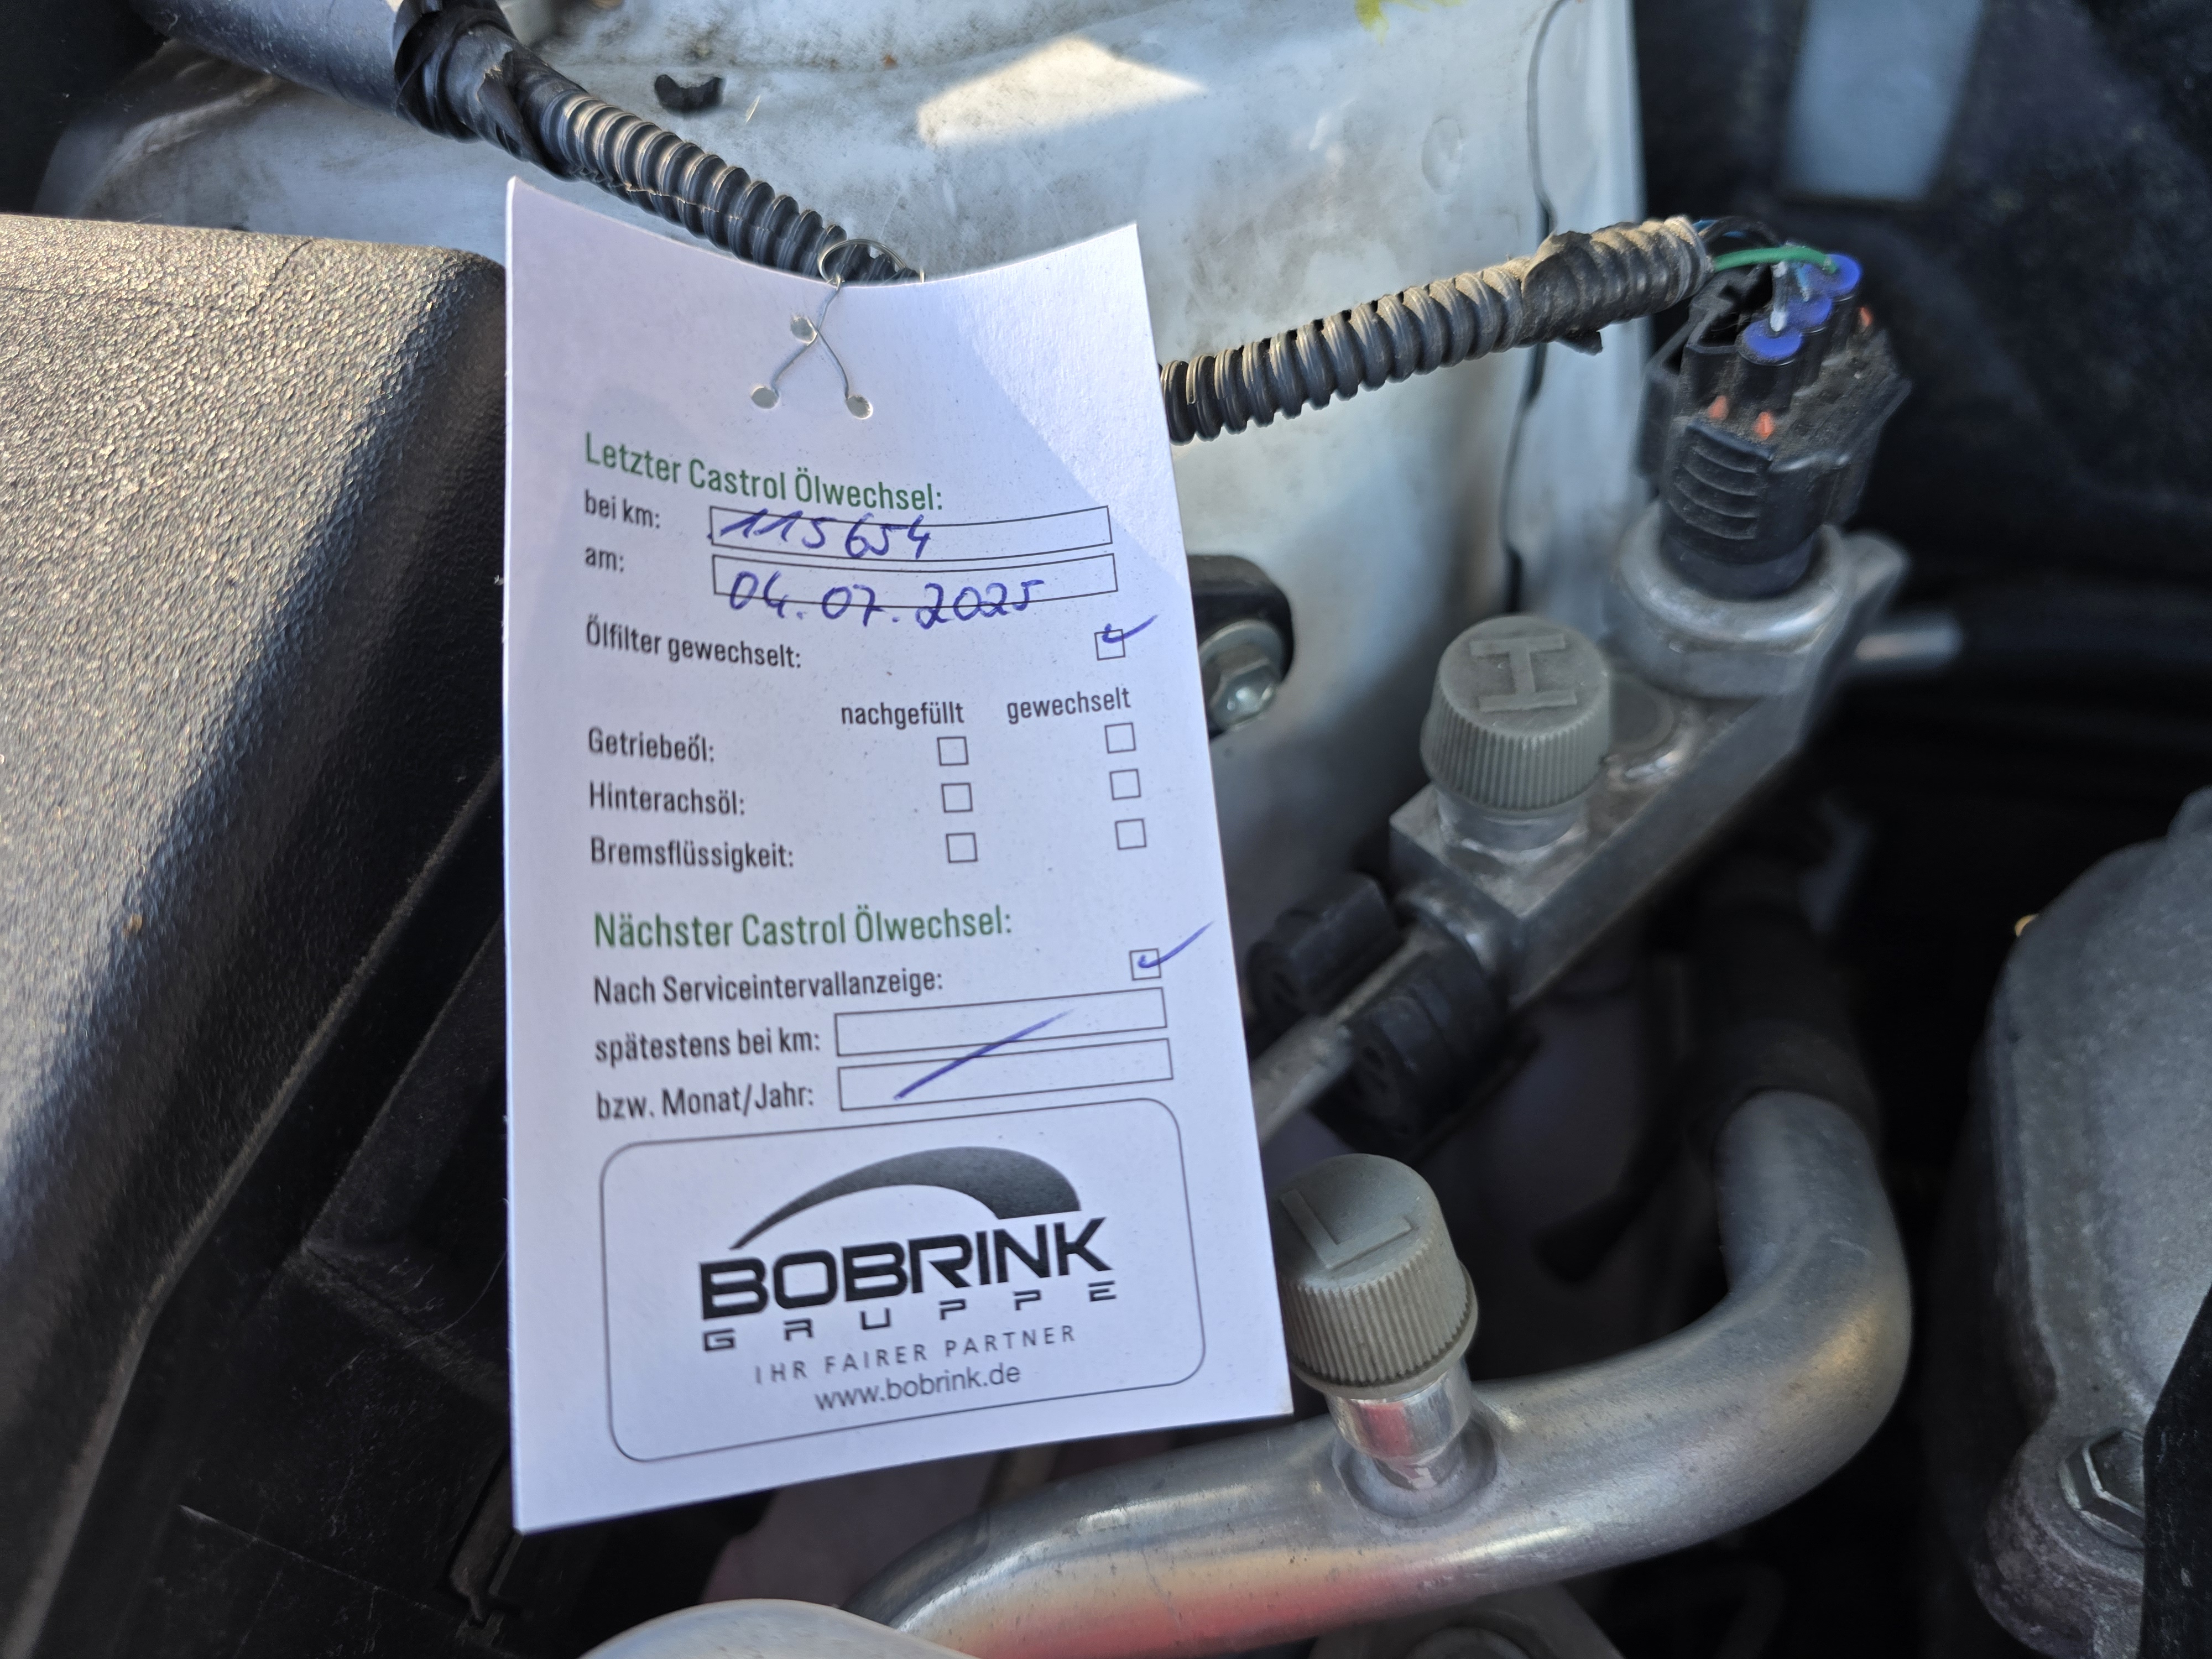 Letzter Castrol Ölwechsel:
bei km: 115654
am: 04.07.2025
Ölfilter gewechselt:
nachgefüllt gewechselt
Getriebeöl:
Hinterachsöl:
Bremsflüssigkeit:
Nächster Castrol Ölwechsel:
Nach Serviceintervallanzeige:
spätestens bei km:
bzw. Monat/Jahr:
BOBRINK
GRUPPE
IHR FAIRER PARTNER
www.bobrink.de
H
L